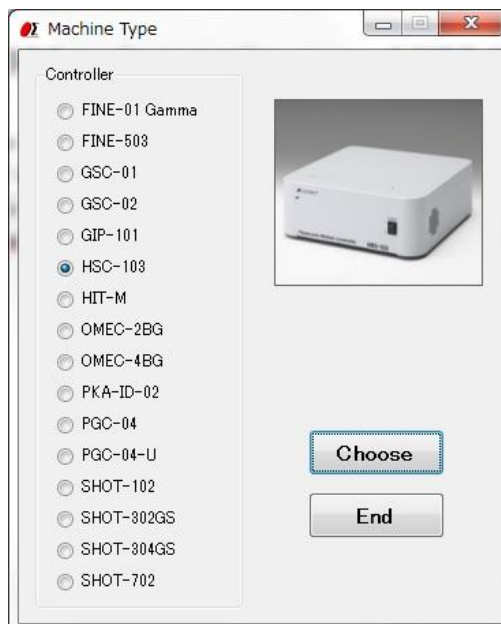 Machine Type
Controller
FINE-01 Gamma
FINE-503
GSC-01
GSC-02
GIP-101
HSC-103
HIT-M
OMEC-2BG
OMEC-4BG
PKA-ID-02
PGC-04
PGC-04-U
SHOT-102
SHOT-302GS
SHOT-304GS
SHOT-702
Choose
End